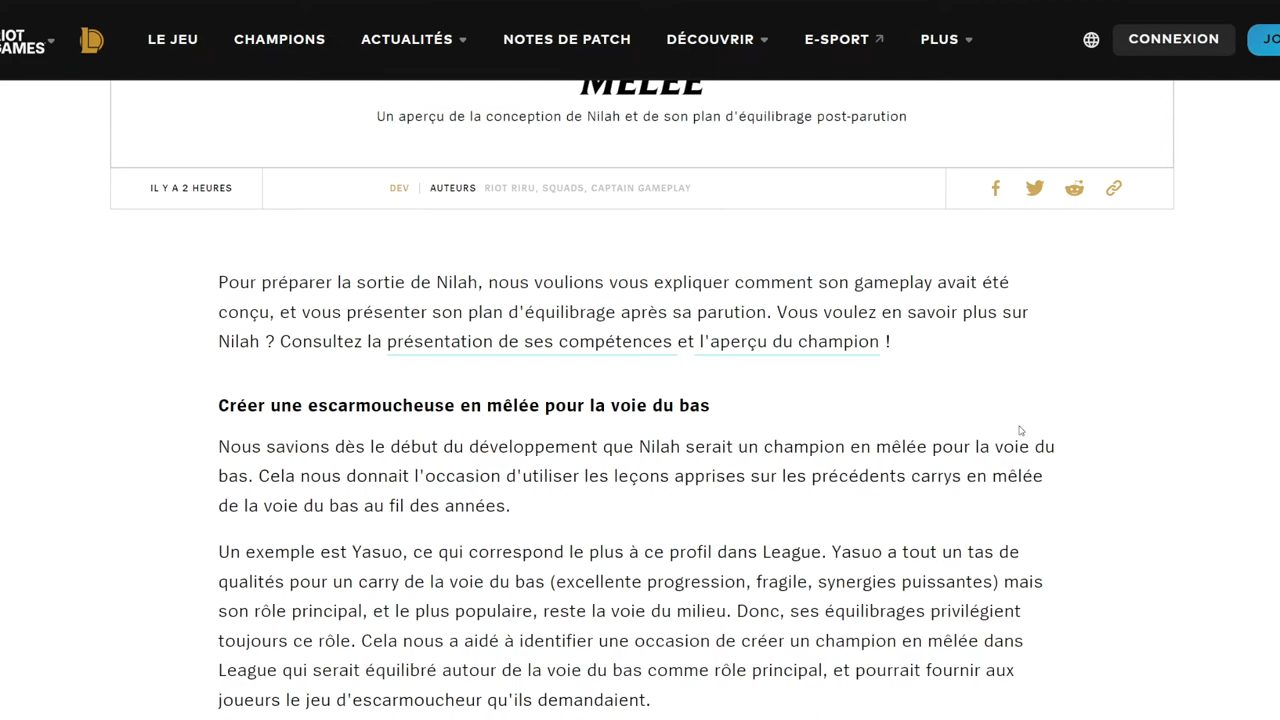 RIOT
GAMES
LE JEU
CHAMPIONS
ACTUALITÉS
NOTES DE PATCH
DÉCOUVRIR
E-SPORT
PLUS
CONNEXION
JO
MÊLÉE
Un aperçu de la conception de Nilah et de son plan d'équilibrage post-parution
IL Y A 2 HEURES
DEV
AUTEURS RIOT RIRU, SQUAD5, CAPTAIN GAMEPLAY
Pour préparer la sortie de Nilah, nous voulions vous expliquer comment son gameplay avait été
conçu, et vous présenter son plan d'équilibrage après sa parution. Vous voulez en savoir plus sur
Nilah ? Consultez la présentation de ses compétences et l'aperçu du champion !
Créer une escarmoucheuse en mêlée pour la voie du bas
Nous savions dès le début du développement que Nilah serait un champion en mêlée pour la voie du
bas. Cela nous donnait l'occasion d'utiliser les leçons apprises sur les précédents carrys en mêlée
de la voie du bas au fil des années.
Un exemple est Yasuo, ce qui correspond le plus à ce profil dans League. Yasuo a tout un tas de
qualités pour un carry de la voie du bas (excellente progression, fragile, synergies puissantes) mais
son rôle principal, et le plus populaire, reste la voie du milieu. Donc, ses équilibrages privilégient
toujours ce rôle. Cela nous a aidé à identifier une occasion de créer un champion en mêlée dans
League qui serait équilibré autour de la voie du bas comme rôle principal, et pourrait fournir aux
joueurs le jeu d'escarmoucheur qu'ils demandaient.